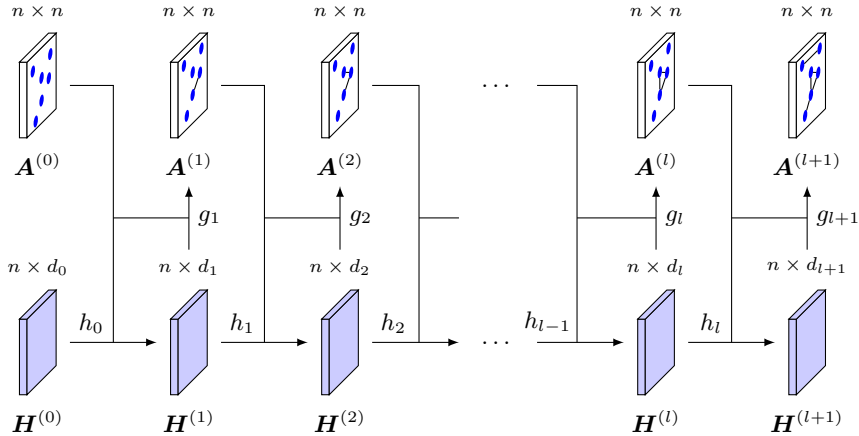 n × n n × n n × n n × n n × n
...
A^(0) A^(1) A^(2) A^(l) A^(l+1)
g_1 g_2 g_l g_{l+1}
n × d_0 n × d_1 n × d_2 n × d_l n × d_{l+1}
h_0 h_1 h_2 ... h_{l−1} h_l
H^(0) H^(1) H^(2) H^(l) H^(l+1)